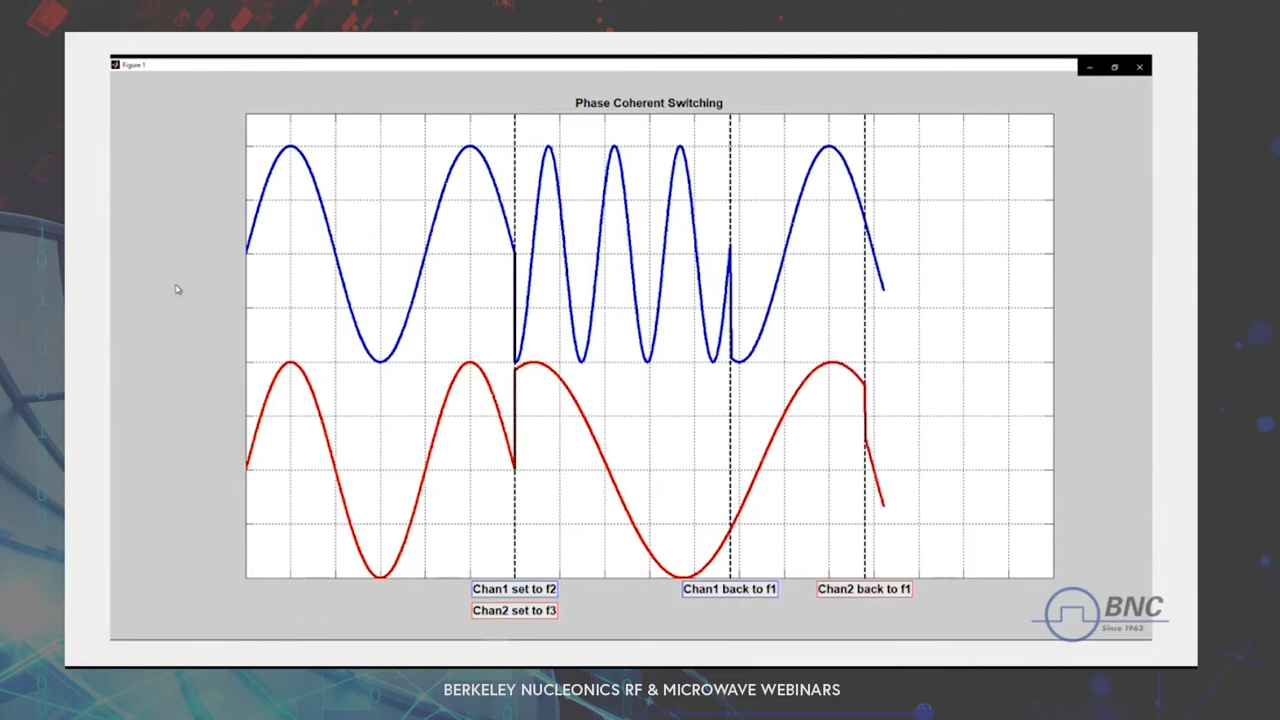 Figure 1
Phase Coherent Switching
Chan1 set to f2
Chan1 back to f1
Chan2 back to f1
Chan2 set to f3
BNC
Since 1963
BERKELEY NUCLEONICS RF & MICROWAVE WEBINARS